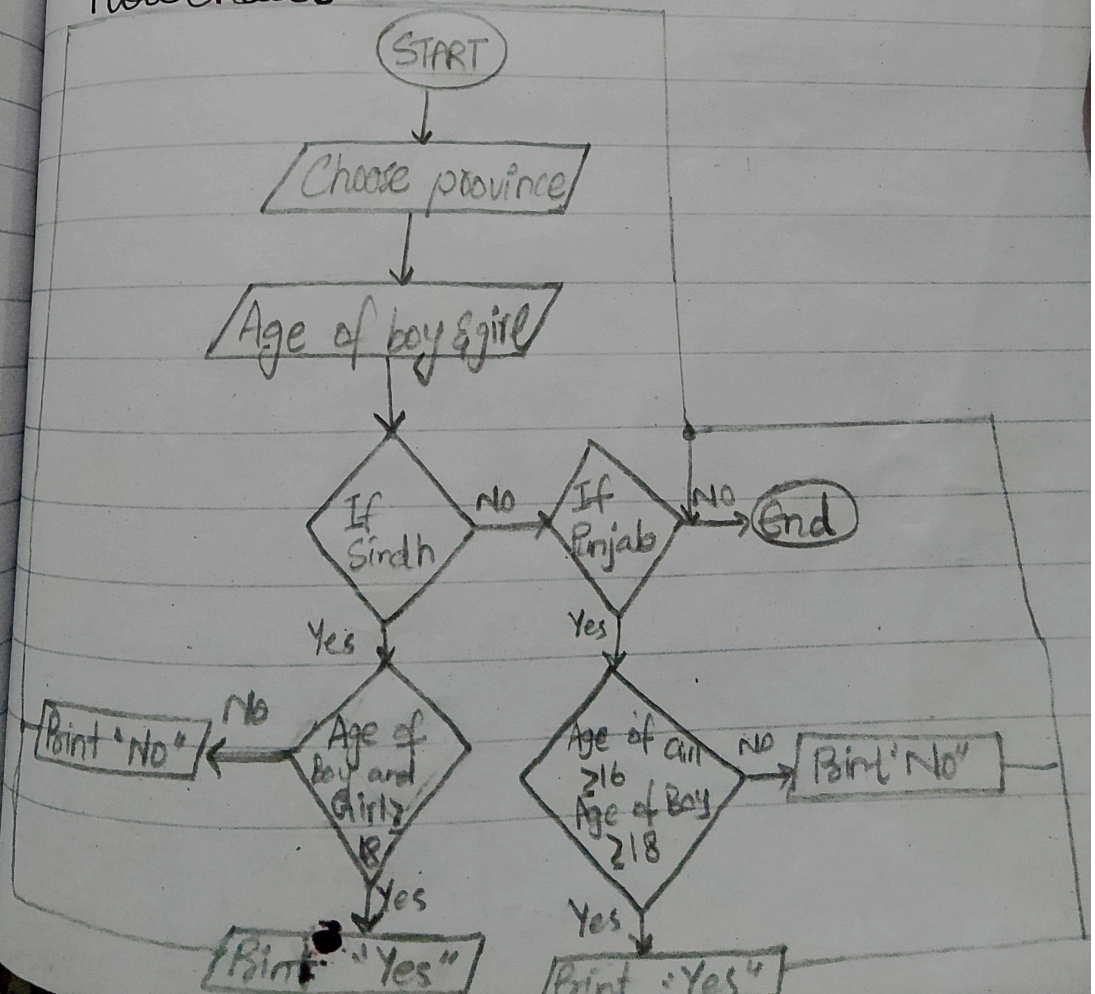 START
Choose province
Age of boy & girl
If
Sindh
No
If
Punjab
No
End
Yes
Yes
Print "No"
No
Age of
Boy and
Girl ≥
18
Age of Girl
≥16
Age of Boy
≥18
No
Print "No"
Yes
Yes
Print "Yes"
Print "Yes"